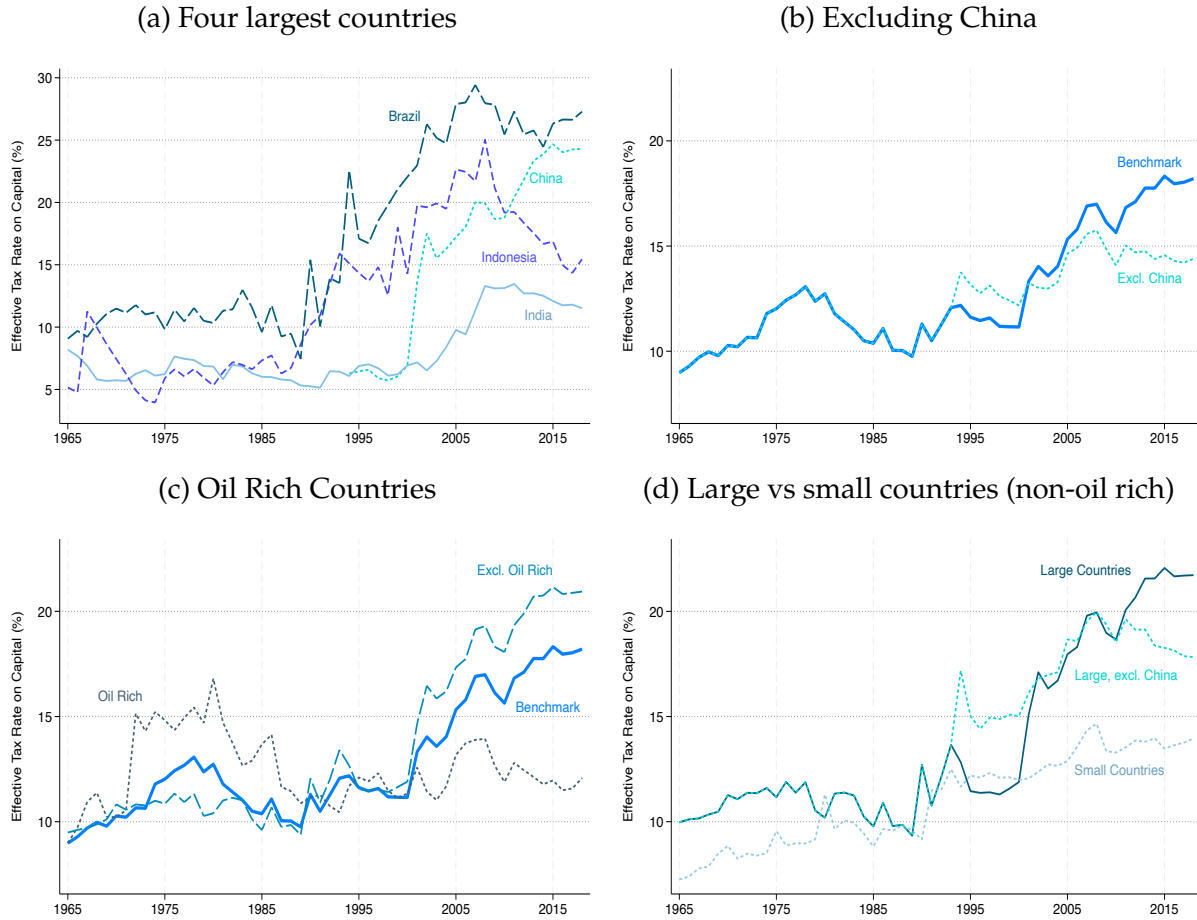 (a) Four largest countries
Effective Tax Rate on Capital (%)
30
25
20
15
10
5
Brazil
China
Indonesia
India
1965 1975 1985 1995 2005 2015
(b) Excluding China
Effective Tax Rate on Capital (%)
20
15
10
Benchmark
Excl. China
1965 1975 1985 1995 2005 2015
(c) Oil Rich Countries
Effective Tax Rate on Capital (%)
20
15
10
Excl. Oil Rich
Oil Rich
Benchmark
1965 1975 1985 1995 2005 2015
(d) Large vs small countries (non-oil rich)
Effective Tax Rate on Capital (%)
20
15
10
Large Countries
Large, excl. China
Small Countries
1965 1975 1985 1995 2005 2015